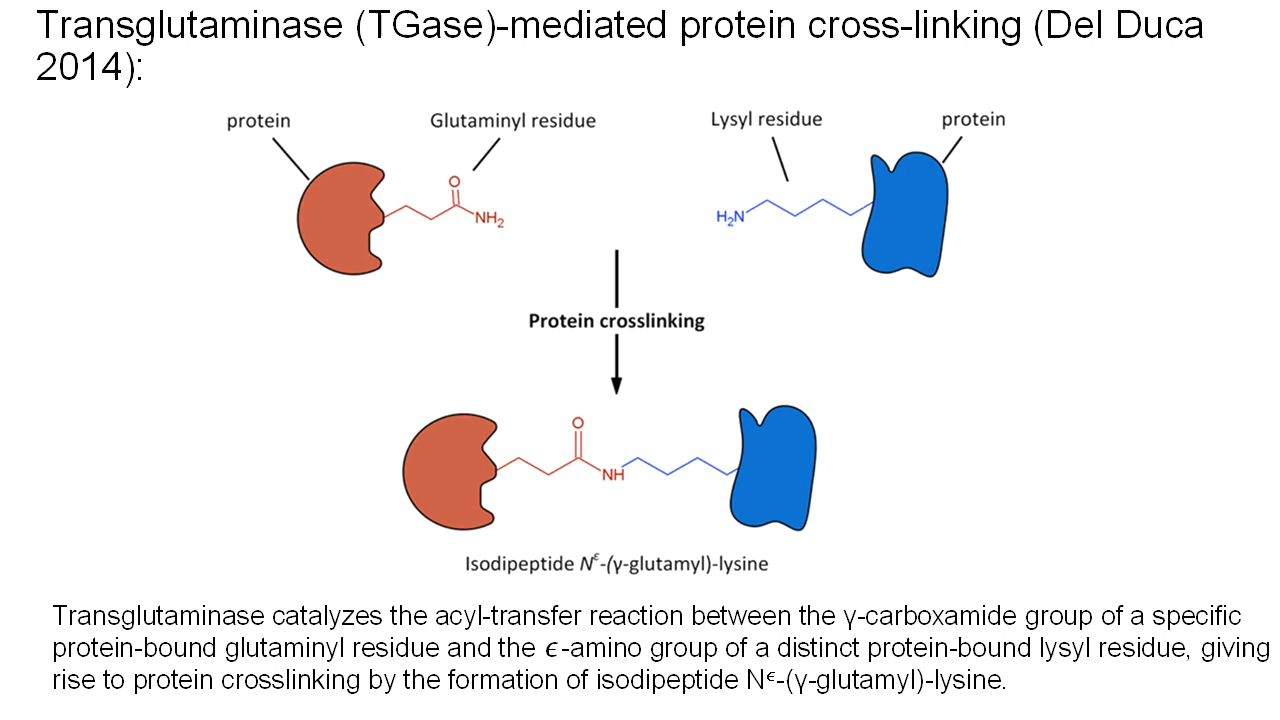 Transglutaminase (TGase)-mediated protein cross-linking (Del Duca
2014):
protein
Glutaminyl residue
Lysyl residue
protein
O
NH₂
H₂N
Protein crosslinking
O
NH
Isodipeptide Nᵋ-(γ-glutamyl)-lysine
Transglutaminase catalyzes the acyl-transfer reaction between the γ-carboxamide group of a specific
protein-bound glutaminyl residue and the ϵ-amino group of a distinct protein-bound lysyl residue, giving
rise to protein crosslinking by the formation of isodipeptide Nᵋ-(γ-glutamyl)-lysine.